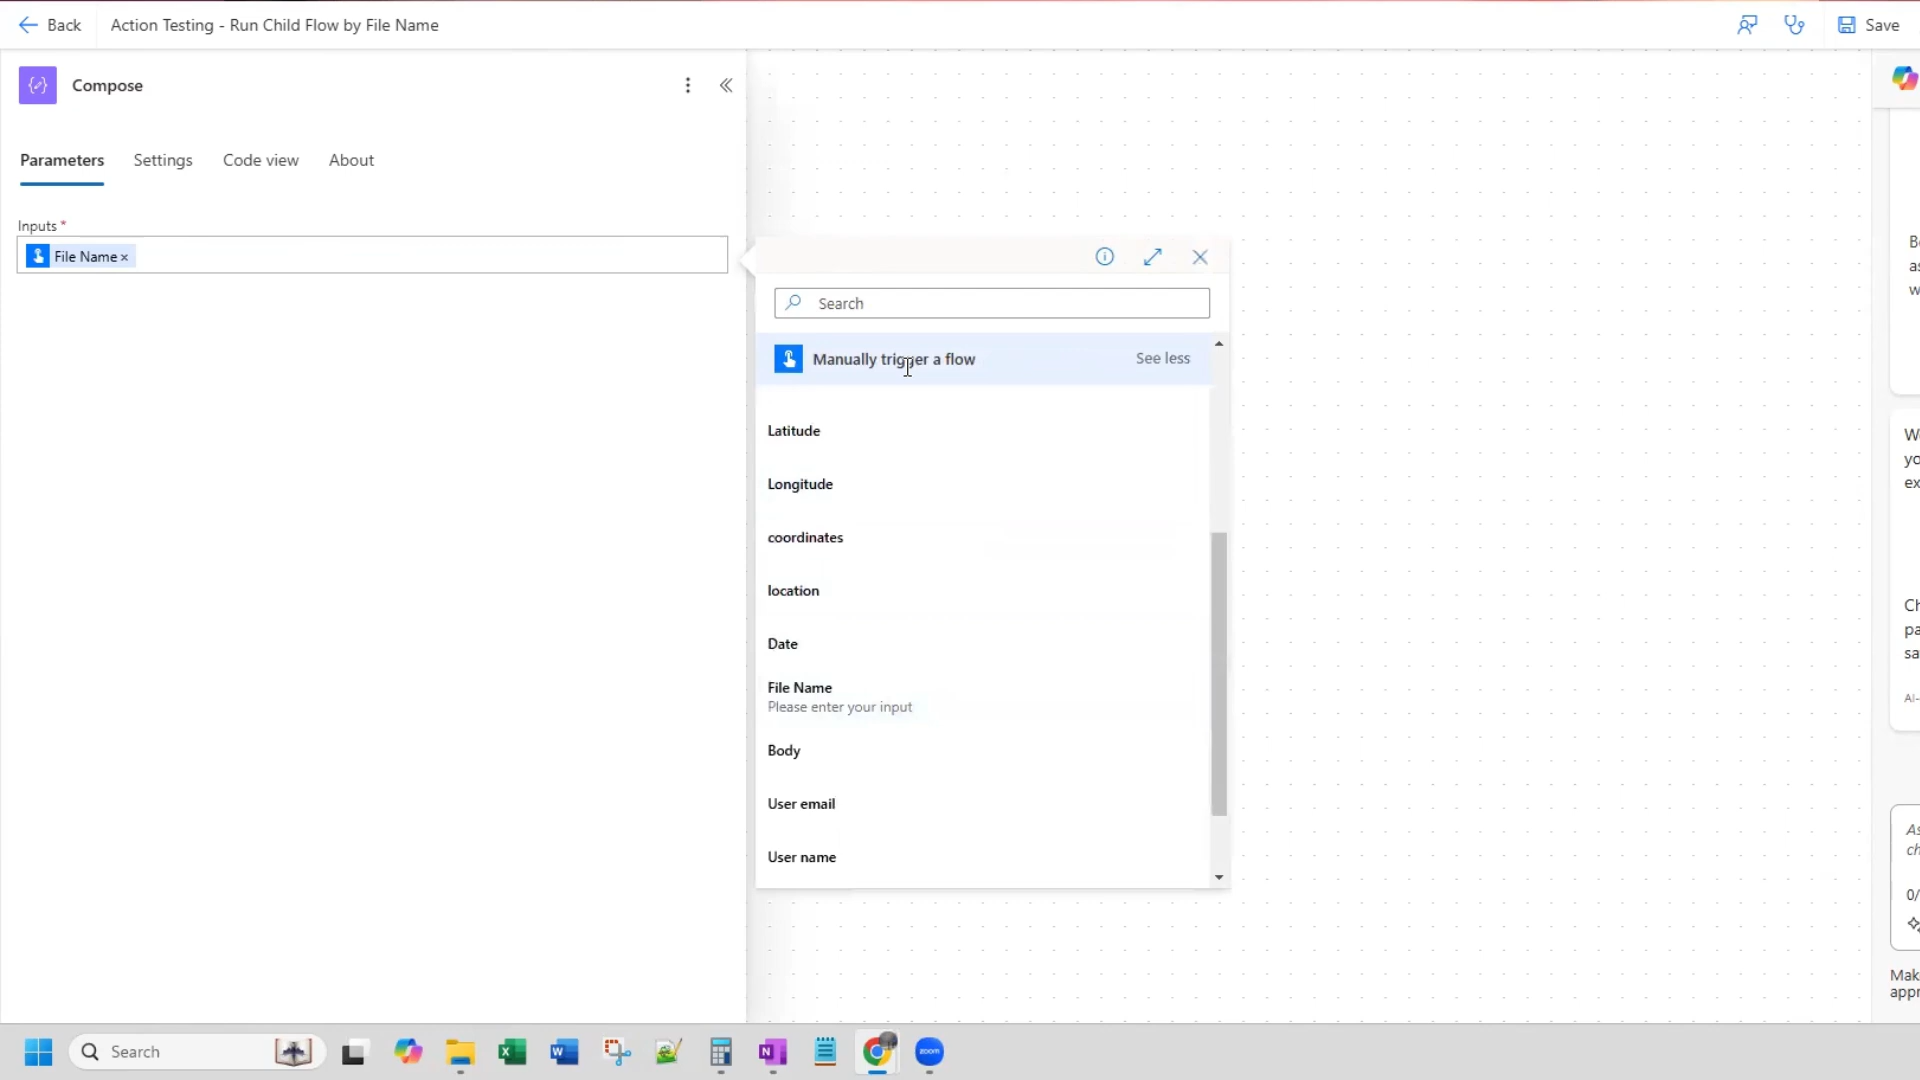 Back
Action Testing - Run Child Flow by File Name
Save
Compose
Parameters
Settings
Code view
About
Inputs *
File Name ×
Search
Manually trigger a flow
See less
Latitude
Longitude
coordinates
location
Date
File Name
Please enter your input
Body
User email
User name
0/
Search
zoom